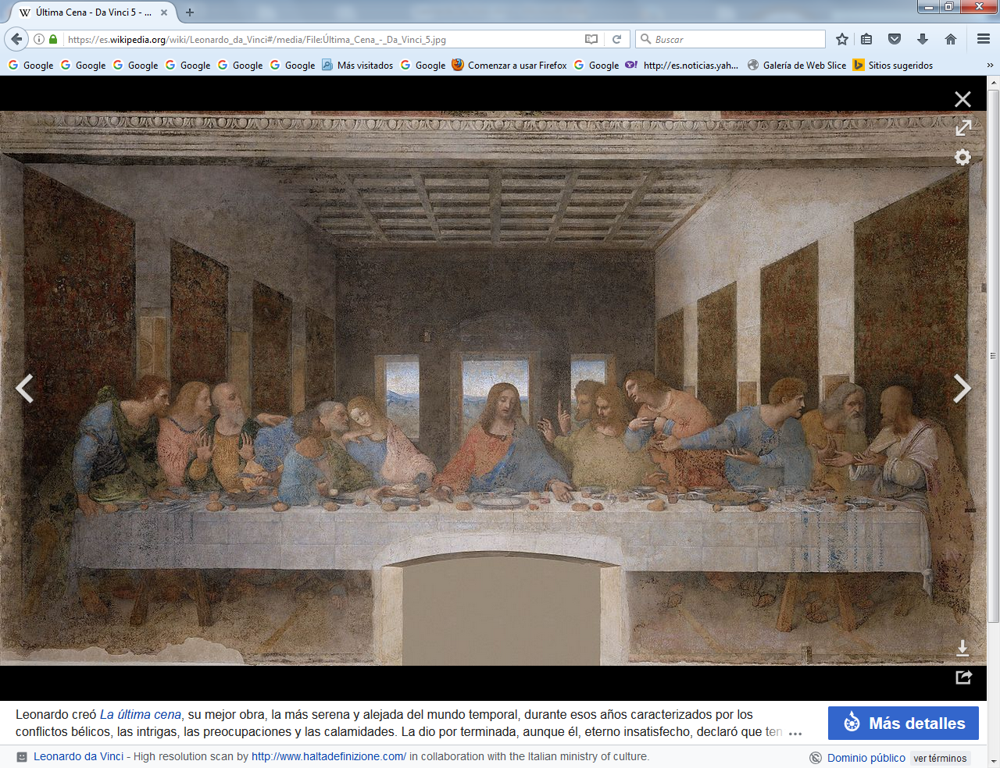 Última Cena - Da Vinci 5 - ...
https://es.wikipedia.org/wiki/Leonardo_da_Vinci#/media/File:Última_Cena_-_Da_Vinci_5.jpg
Buscar
Google Google Google Google Google Google Más visitados Google Comenzar a usar Firefox Google http://es.noticias.yah... Galería de Web Slice Sitios sugeridos
Leonardo creó La última cena, su mejor obra, la más serena y alejada del mundo temporal, durante esos años caracterizados por los
conflictos bélicos, las intrigas, las preocupaciones y las calamidades. La dio por terminada, aunque él, eterno insatisfecho, declaró que ten ...
Más detalles
Leonardo da Vinci - High resolution scan by http://www.haltadefinizione.com/ in collaboration with the Italian ministry of culture.
Dominio público ver términos